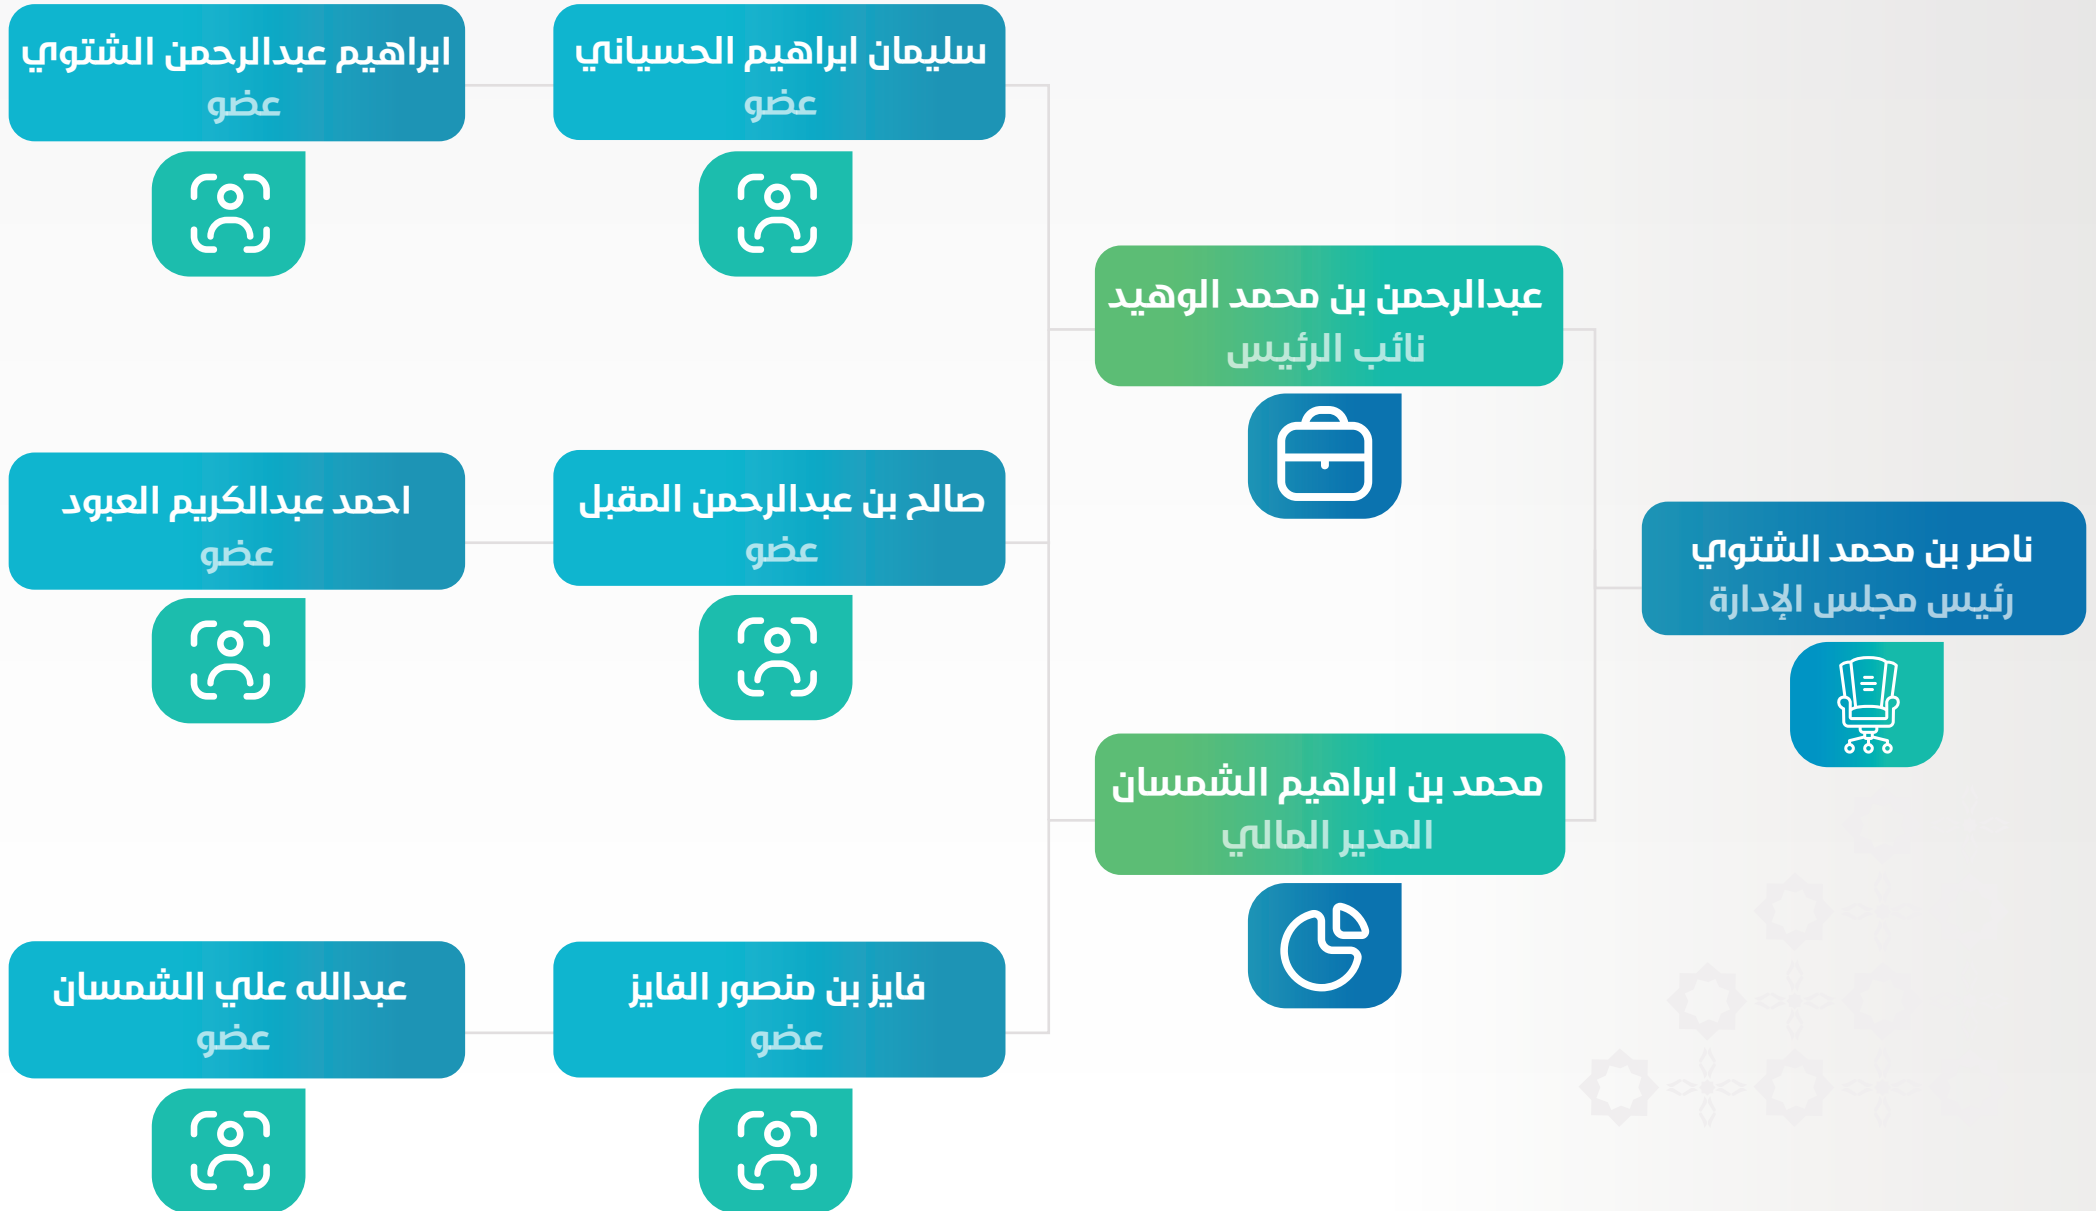 ناصر بن محمد الشتوي
رئيس مجلس الإدارة
عبدالرحمن بن محمد الوهيد
نائب الرئيس
محمد بن ابراهيم الشمسان
المدير المالي
سليمان ابراهيم الحسياني
عضو
ابراهيم عبدالرحمن الشتوي
عضو
صالح بن عبدالرحمن المقبل
عضو
احمد عبدالكريم العبود
عضو
فايز بن منصور الفايز
عضو
عبدالله علي الشمسان
عضو